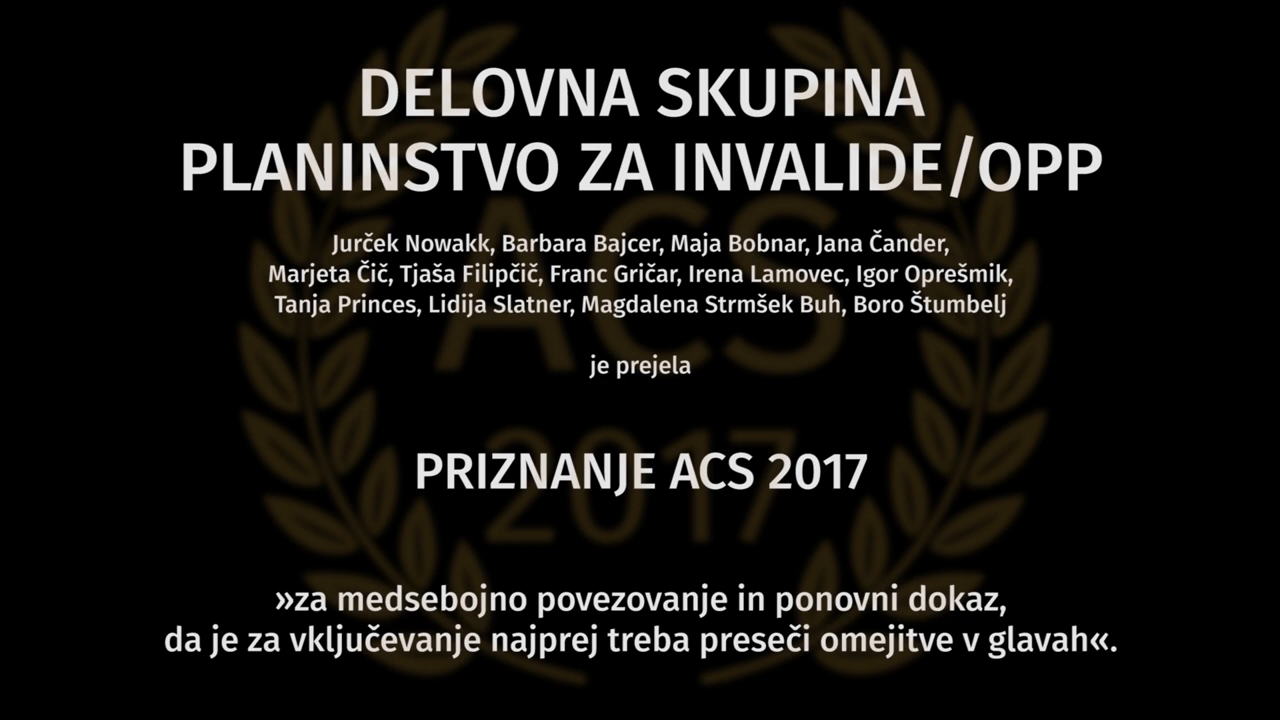 DELOVNA SKUPINA
PLANINSTVO ZA INVALIDE/OPP
Jurček Nowakk, Barbara Bajcer, Maja Bobnar, Jana Čander,
Marjeta Čič, Tjaša Filipčič, Franc Gričar, Irena Lamovec, Igor Oprešmik,
Tanja Princes, Lidija Slatner, Magdalena Strmšek Buh, Boro Štumbelj
ACS
je prejela
PRIZNANJE ACS 2017
2017
»za medsebojno povezovanje in ponovni dokaz,
da je za vključevanje najprej treba preseči omejitve v glavah«.